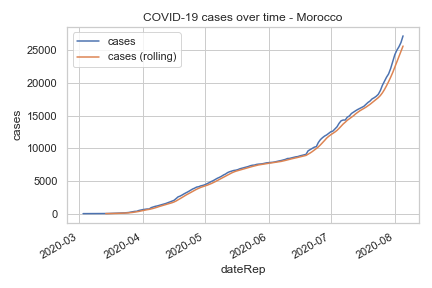 COVID-19 cases over time - Morocco
cases
cases (rolling)
25000
20000
15000
10000
5000
0
cases
2020-03
2020-04
2020-05
2020-06
2020-07
2020-08
dateRep